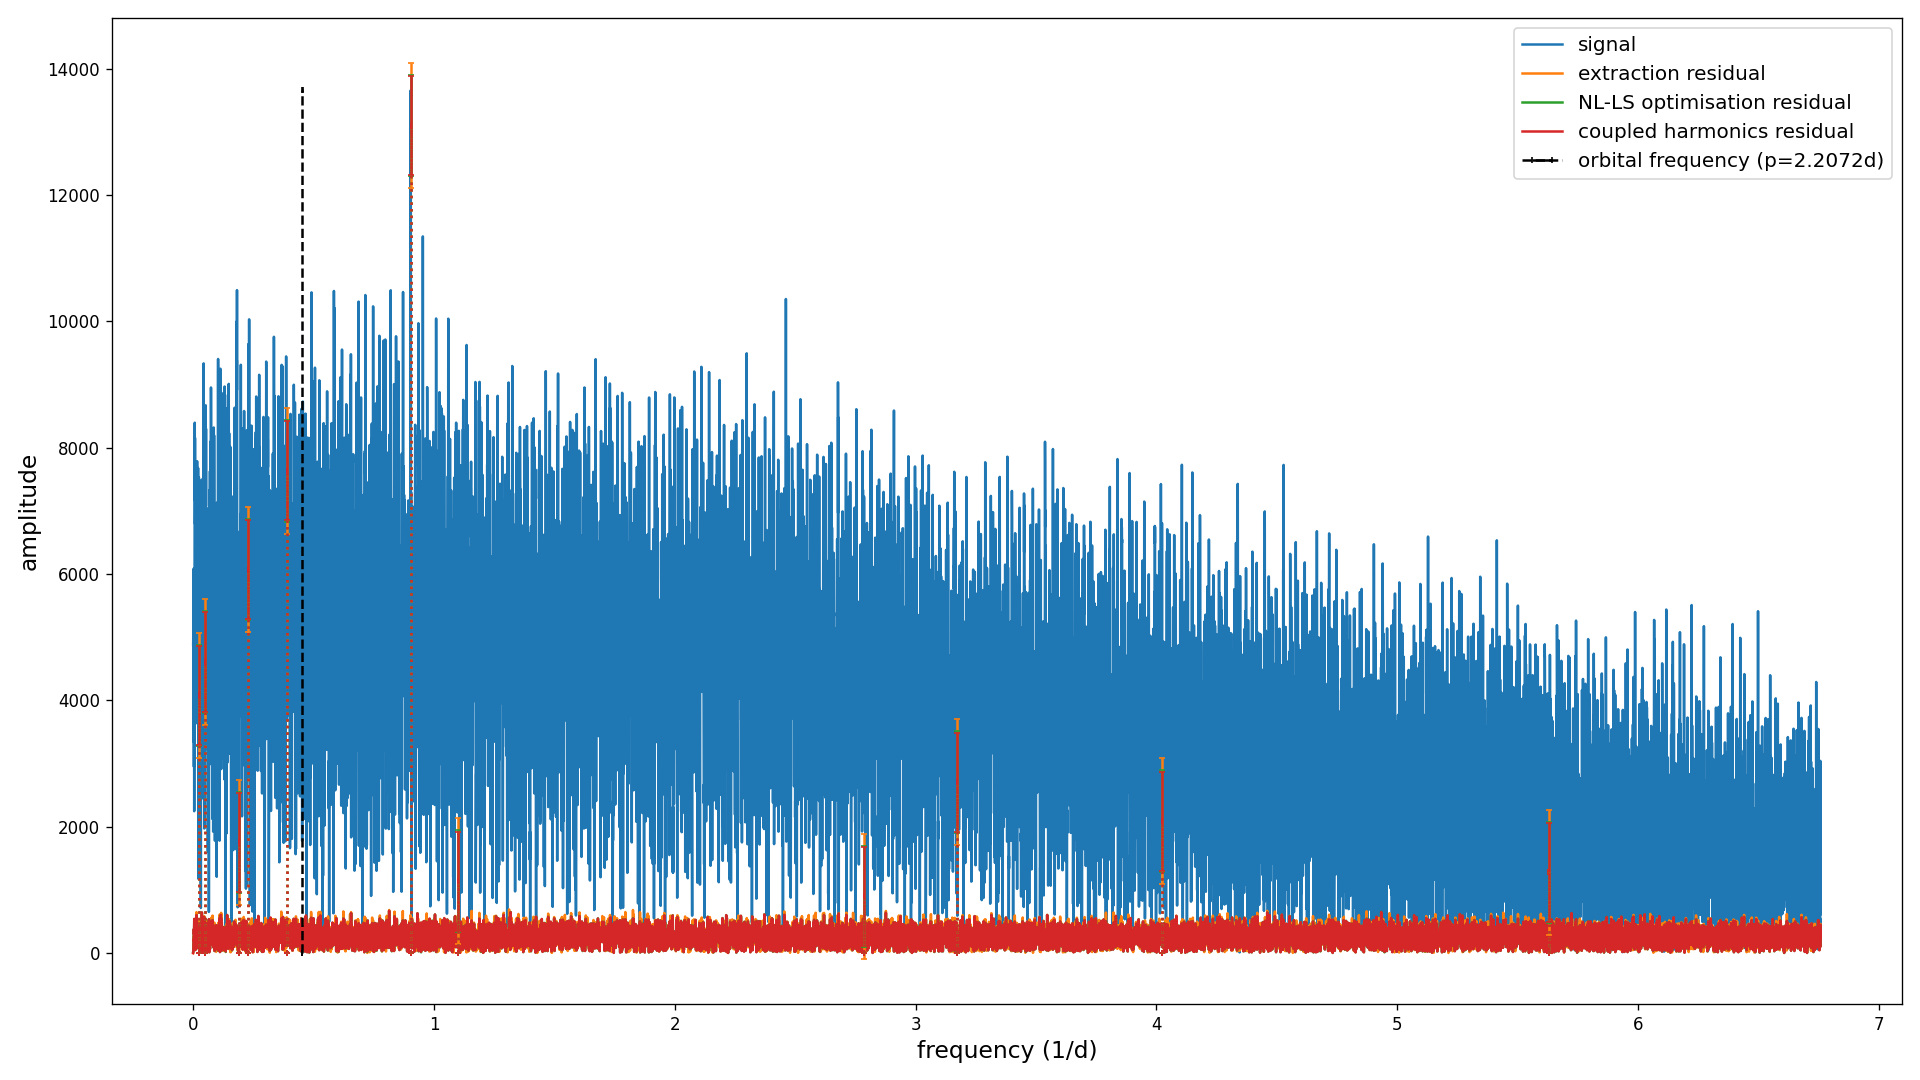 signal
extraction residual
NL-LS optimisation residual
coupled harmonics residual
orbital frequency (p=2.2072d)
14000
12000
10000
8000
6000
4000
2000
0
amplitude
0 1 2 3 4 5 6 7
frequency (1/d)